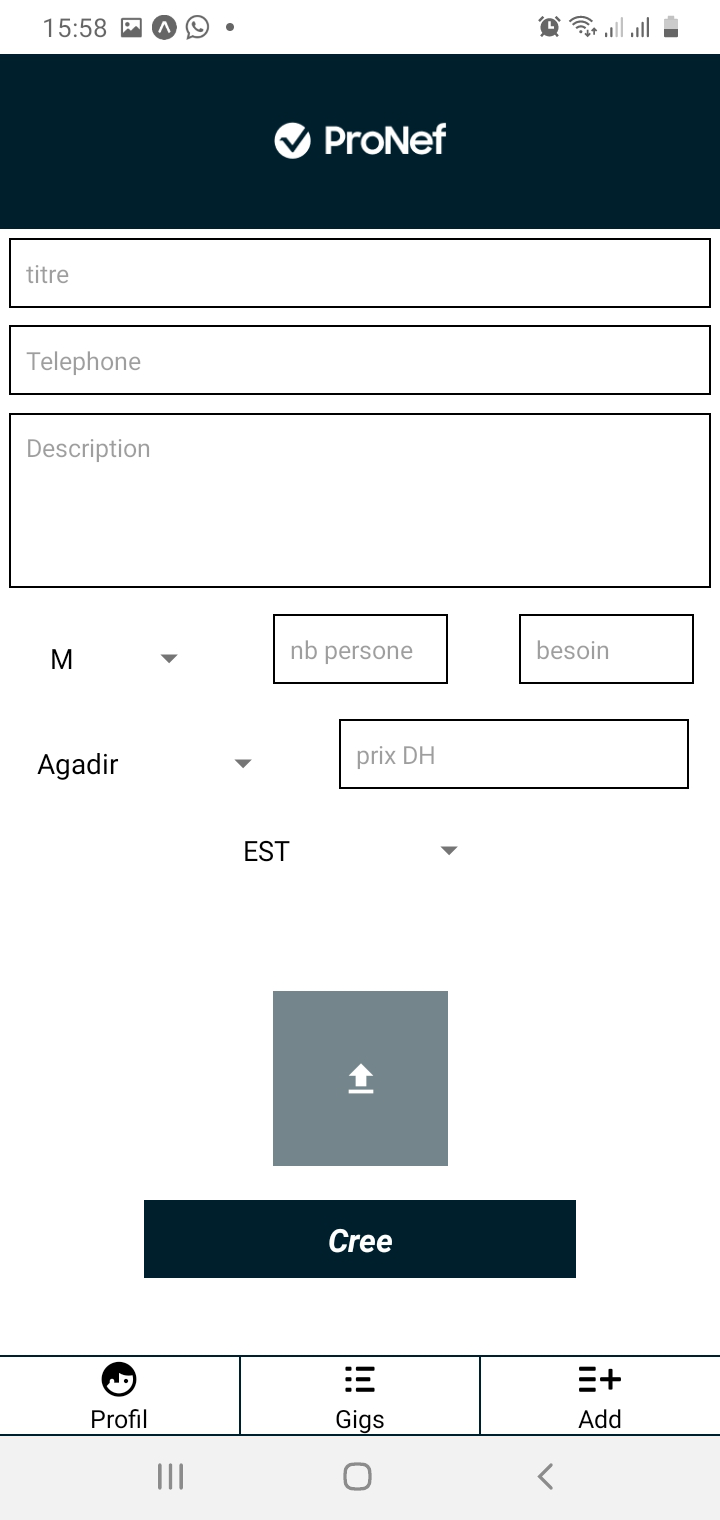 15:58
ProNef
titre
Telephone
Description
M
nb persone
besoin
Agadir
prix DH
EST
Cree
Profil
Gigs
Add